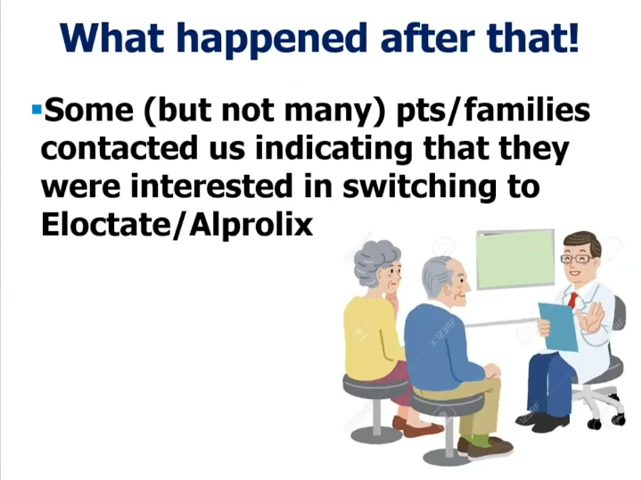 What happened after that!
Some (but not many) pts/families
contacted us indicating that they
were interested in switching to
Eloctate/Alprolix